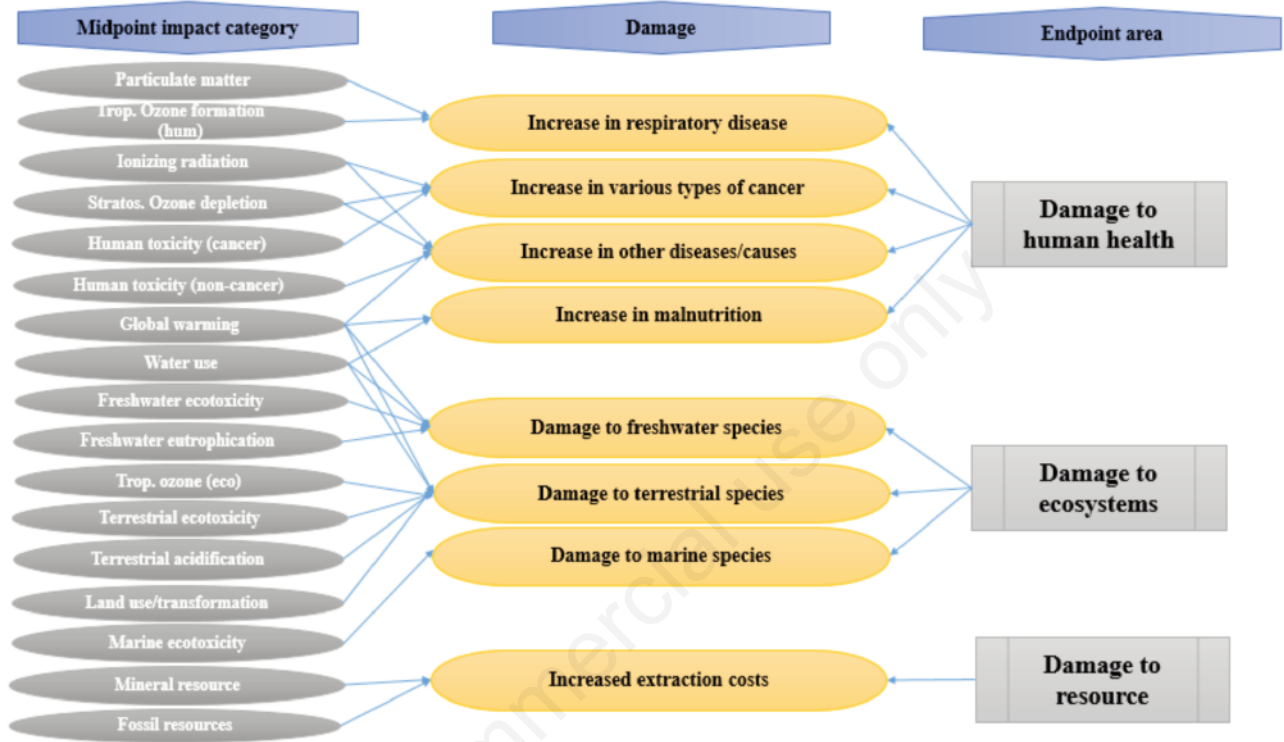 Midpoint impact category
Damage
Endpoint area
Particulate matter
Trop. Ozone formation
(hum)
Ionizing radiation
Stratos. Ozone depletion
Human toxicity (cancer)
Human toxicity (non-cancer)
Global warming
Water use
Freshwater ecotoxicity
Freshwater eutrophication
Trop. ozone (eco)
Terrestrial ecotoxicity
Terrestrial acidification
Land use/transformation
Marine ecotoxicity
Mineral resource
Fossil resources
Increase in respiratory disease
Increase in various types of cancer
Increase in other diseases/causes
Increase in malnutrition
Damage to freshwater species
Damage to terrestrial species
Damage to marine species
Increased extraction costs
Damage to
human health
Damage to
ecosystems
Damage to
resource
mmercial use only